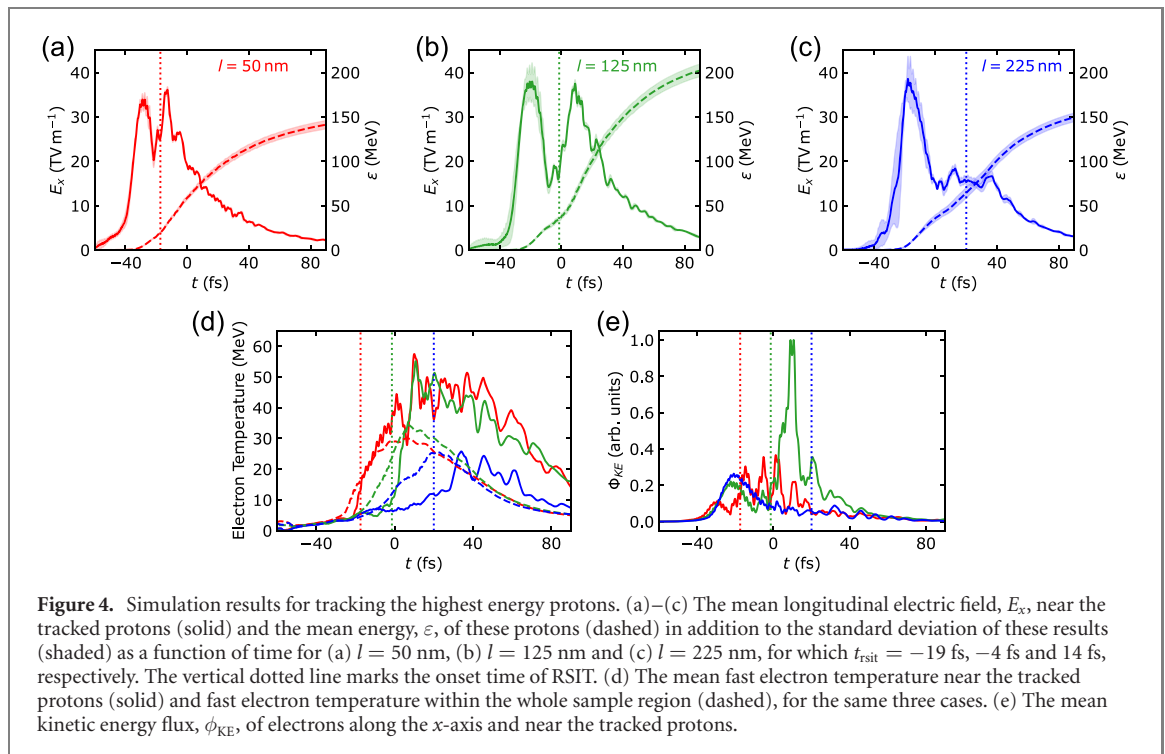 (a)
(b)
(c)
l = 50 nm
l = 125 nm
l = 225 nm
40
30
20
10
0
Eₓ (TV m⁻¹)
200
150
100
50
0
ε (MeV)
−40
0
40
80
t (fs)
40
30
20
10
0
Eₓ (TV m⁻¹)
200
150
100
50
0
ε (MeV)
−40
0
40
80
t (fs)
40
30
20
10
0
Eₓ (TV m⁻¹)
200
150
100
50
0
ε (MeV)
−40
0
40
80
t (fs)
(d)
60
50
40
30
20
10
0
Electron Temperature (MeV)
−40
0
40
80
t (fs)
(e)
1.0
0.8
0.6
0.4
0.2
0.0
Φ_KE (arb. units)
−40
0
40
80
t (fs)
Figure 4. Simulation results for tracking the highest energy protons. (a)–(c) The mean longitudinal electric field, Eₓ, near the
tracked protons (solid) and the mean energy, ε, of these protons (dashed) in addition to the standard deviation of these results
(shaded) as a function of time for (a) l = 50 nm, (b) l = 125 nm and (c) l = 225 nm, for which t_rsit = −19 fs, −4 fs and 14 fs,
respectively. The vertical dotted line marks the onset time of RSIT. (d) The mean fast electron temperature near the tracked
protons (solid) and fast electron temperature within the whole sample region (dashed), for the same three cases. (e) The mean
kinetic energy flux, ϕ_KE, of electrons along the x-axis and near the tracked protons.